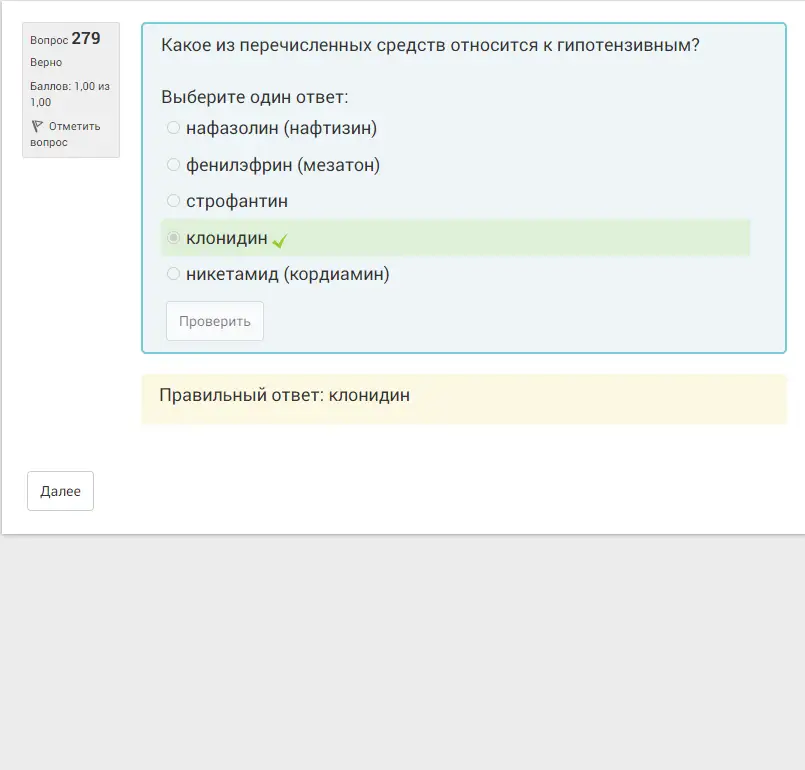 Вопрос 279
Верно
Баллов: 1,00 из
1,00
Отметить
вопрос
Какое из перечисленных средств относится к гипотензивным?
Выберите один ответ:
нафазолин (нафтизин)
фенилэфрин (мезатон)
строфантин
клонидин
никетамид (кордиамин)
Проверить
Правильный ответ: клонидин
Далее